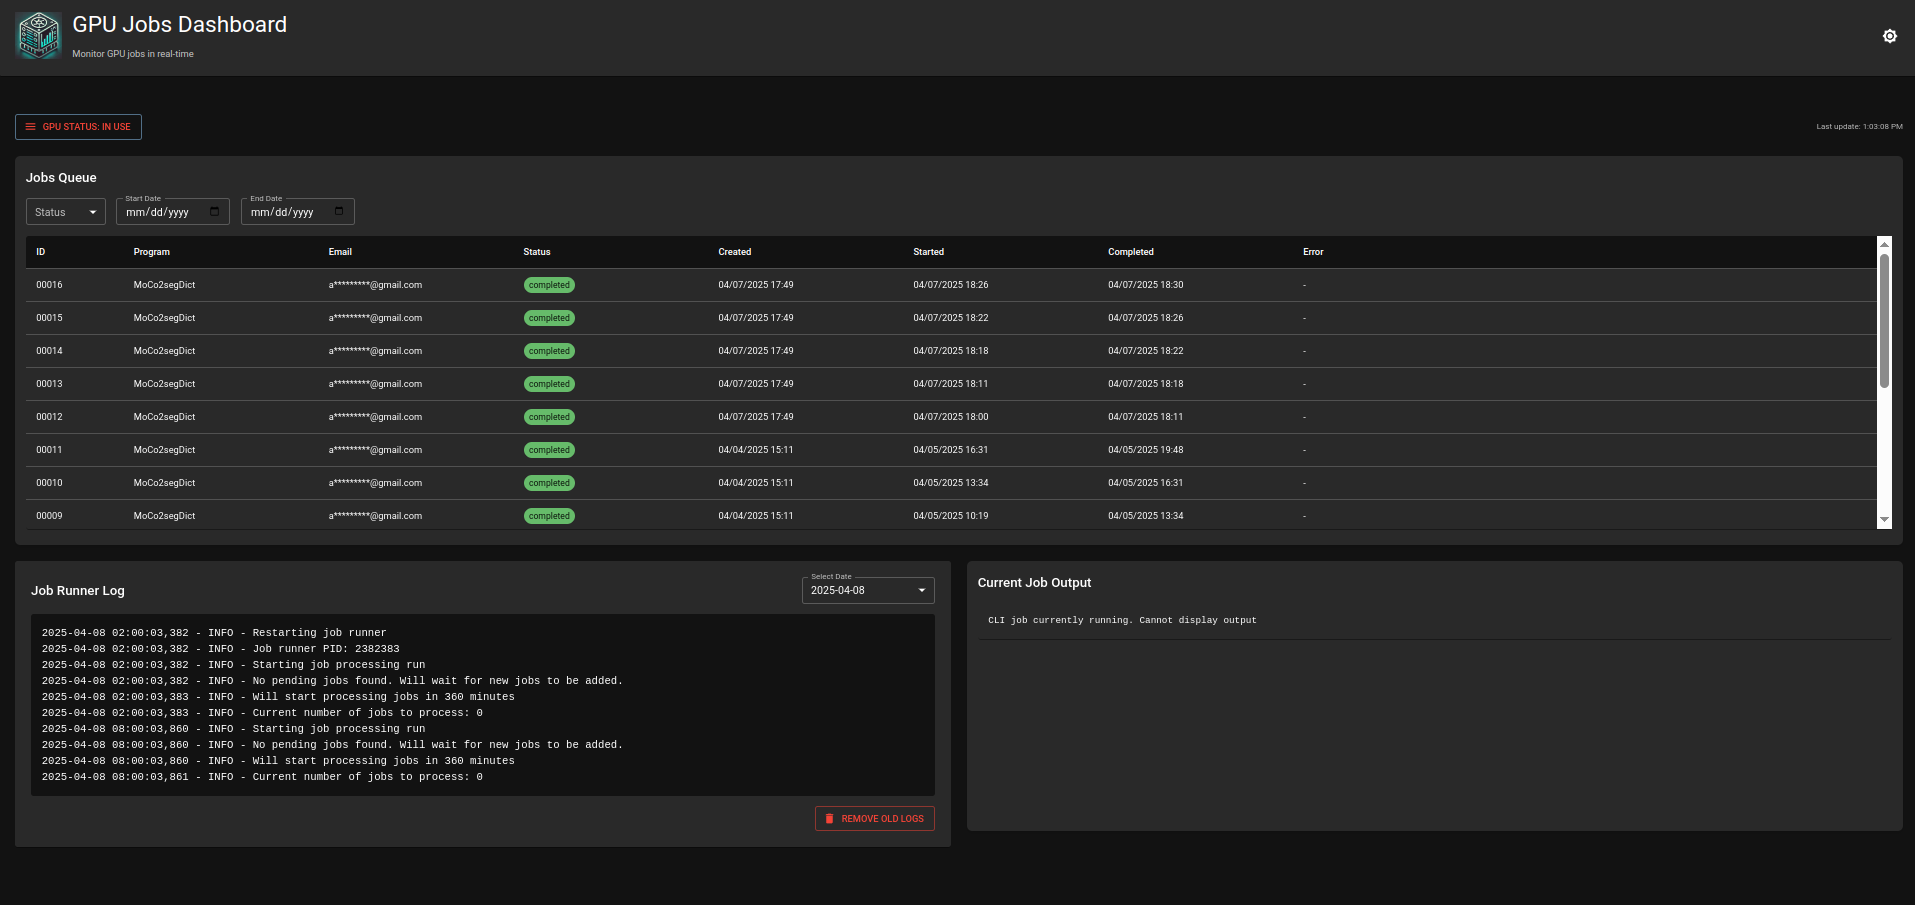 GPU Jobs Dashboard
Monitor GPU jobs in real-time
GPU STATUS: IN USE
Last update: 1:03:08 PM
Jobs Queue
Status
Start Date
mm/dd/yyyy
End Date
mm/dd/yyyy
ID Program Email Status Created Started Completed Error
00016 MoCo2segDict a*********@gmail.com completed 04/07/2025 17:49 04/07/2025 18:26 04/07/2025 18:30 -
00015 MoCo2segDict a*********@gmail.com completed 04/07/2025 17:49 04/07/2025 18:22 04/07/2025 18:26 -
00014 MoCo2segDict a*********@gmail.com completed 04/07/2025 17:49 04/07/2025 18:18 04/07/2025 18:22 -
00013 MoCo2segDict a*********@gmail.com completed 04/07/2025 17:49 04/07/2025 18:11 04/07/2025 18:18 -
00012 MoCo2segDict a*********@gmail.com completed 04/07/2025 17:49 04/07/2025 18:00 04/07/2025 18:11 -
00011 MoCo2segDict a*********@gmail.com completed 04/04/2025 15:11 04/05/2025 16:31 04/05/2025 19:48 -
00010 MoCo2segDict a*********@gmail.com completed 04/04/2025 15:11 04/05/2025 13:34 04/05/2025 16:31 -
00009 MoCo2segDict a*********@gmail.com completed 04/04/2025 15:11 04/05/2025 10:19 04/05/2025 13:34 -
Job Runner Log
Select Date
2025-04-08
2025-04-08 02:00:03,382 - INFO - Restarting job runner
2025-04-08 02:00:03,382 - INFO - Job runner PID: 2382383
2025-04-08 02:00:03,382 - INFO - Starting job processing run
2025-04-08 02:00:03,382 - INFO - No pending jobs found. Will wait for new jobs to be added.
2025-04-08 02:00:03,383 - INFO - Will start processing jobs in 360 minutes
2025-04-08 02:00:03,383 - INFO - Current number of jobs to process: 0
2025-04-08 08:00:03,860 - INFO - Starting job processing run
2025-04-08 08:00:03,860 - INFO - No pending jobs found. Will wait for new jobs to be added.
2025-04-08 08:00:03,860 - INFO - Will start processing jobs in 360 minutes
2025-04-08 08:00:03,861 - INFO - Current number of jobs to process: 0
REMOVE OLD LOGS
Current Job Output
CLI job currently running. Cannot display output